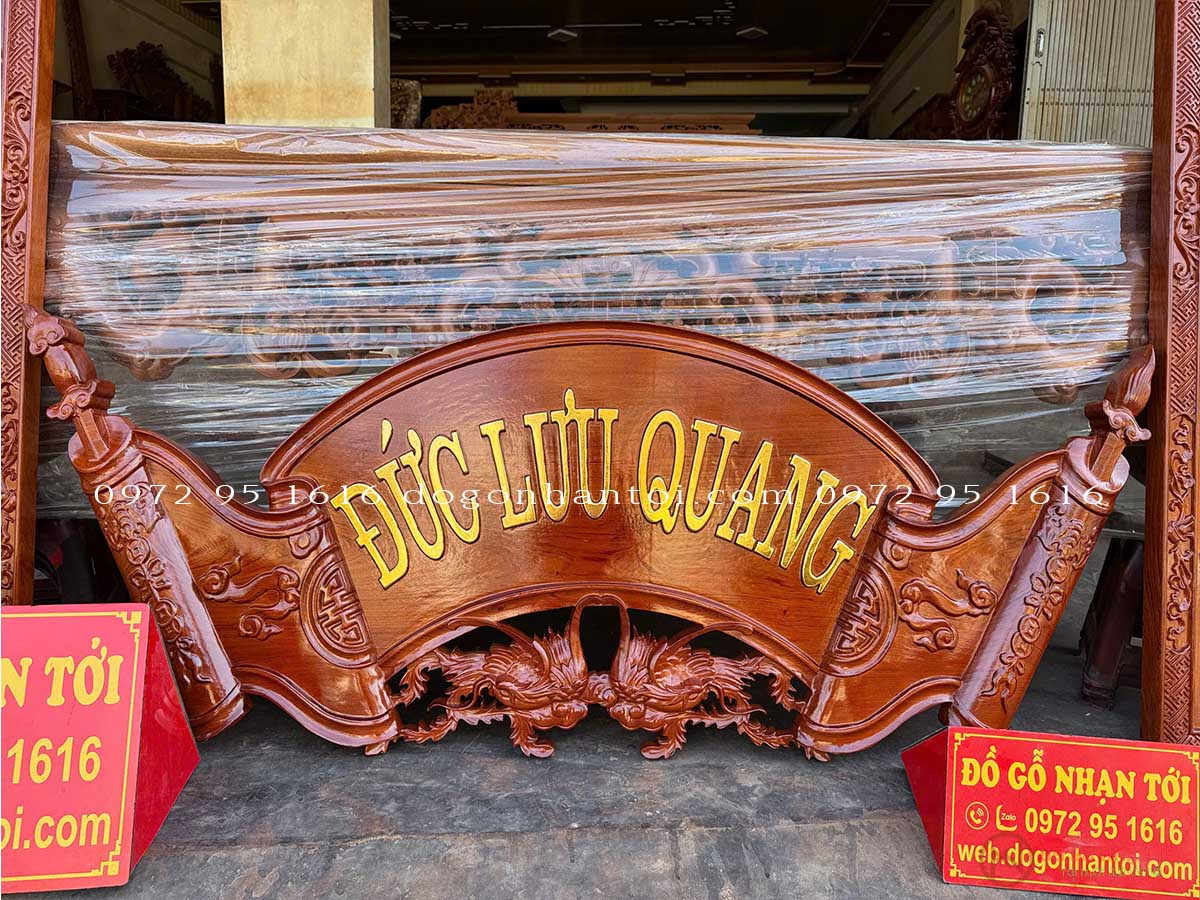 ĐỨC LƯU QUANG
0972 95 1616 dogonhantoi.com 0972 95 1616
N TỚI
1616
oi.com
ĐỒ GỖ NHẠN TỚI
Zalo 0972 95 1616
web.dogonhantoi.com